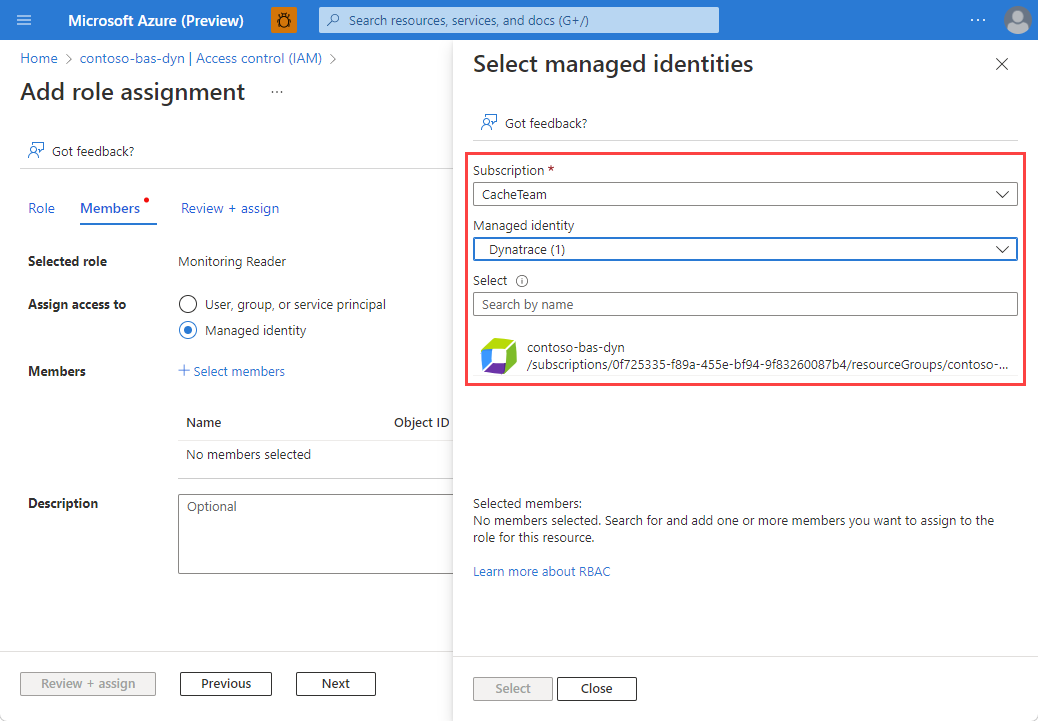 Microsoft Azure (Preview)
Search resources, services, and docs (G+/)
...
Home > contoso-bas-dyn | Access control (IAM) >
Add role assignment ...
Got feedback?
Role
Members
Review + assign
Selected role
Monitoring Reader
Assign access to
User, group, or service principal
Managed identity
Members
+ Select members
Name
Object ID
No members selected
Description
Optional
Review + assign
Previous
Next
Select managed identities
Got feedback?
Subscription *
CacheTeam
Managed identity
Dynatrace (1)
Select
Search by name
contoso-bas-dyn
/subscriptions/0f725335-f89a-455e-bf94-9f83260087b4/resourceGroups/contoso-...
Selected members:
No members selected. Search for and add one or more members you want to assign to the
role for this resource.
Learn more about RBAC
Select
Close